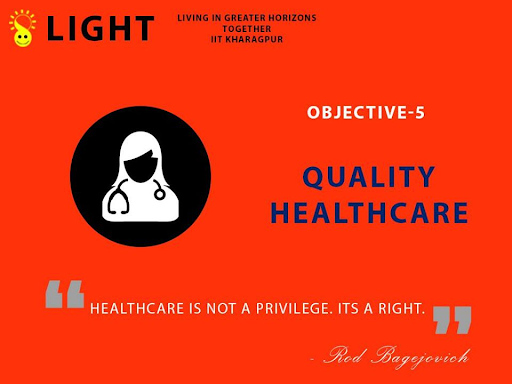 LIGHT
LIVING IN GREATER HORIZONS
TOGETHER
IIT KHARAGPUR
OBJECTIVE-5
QUALITY
HEALTHCARE
❝ HEALTHCARE IS NOT A PRIVILEGE. ITS A RIGHT. ❞
- Rod Bagejovich